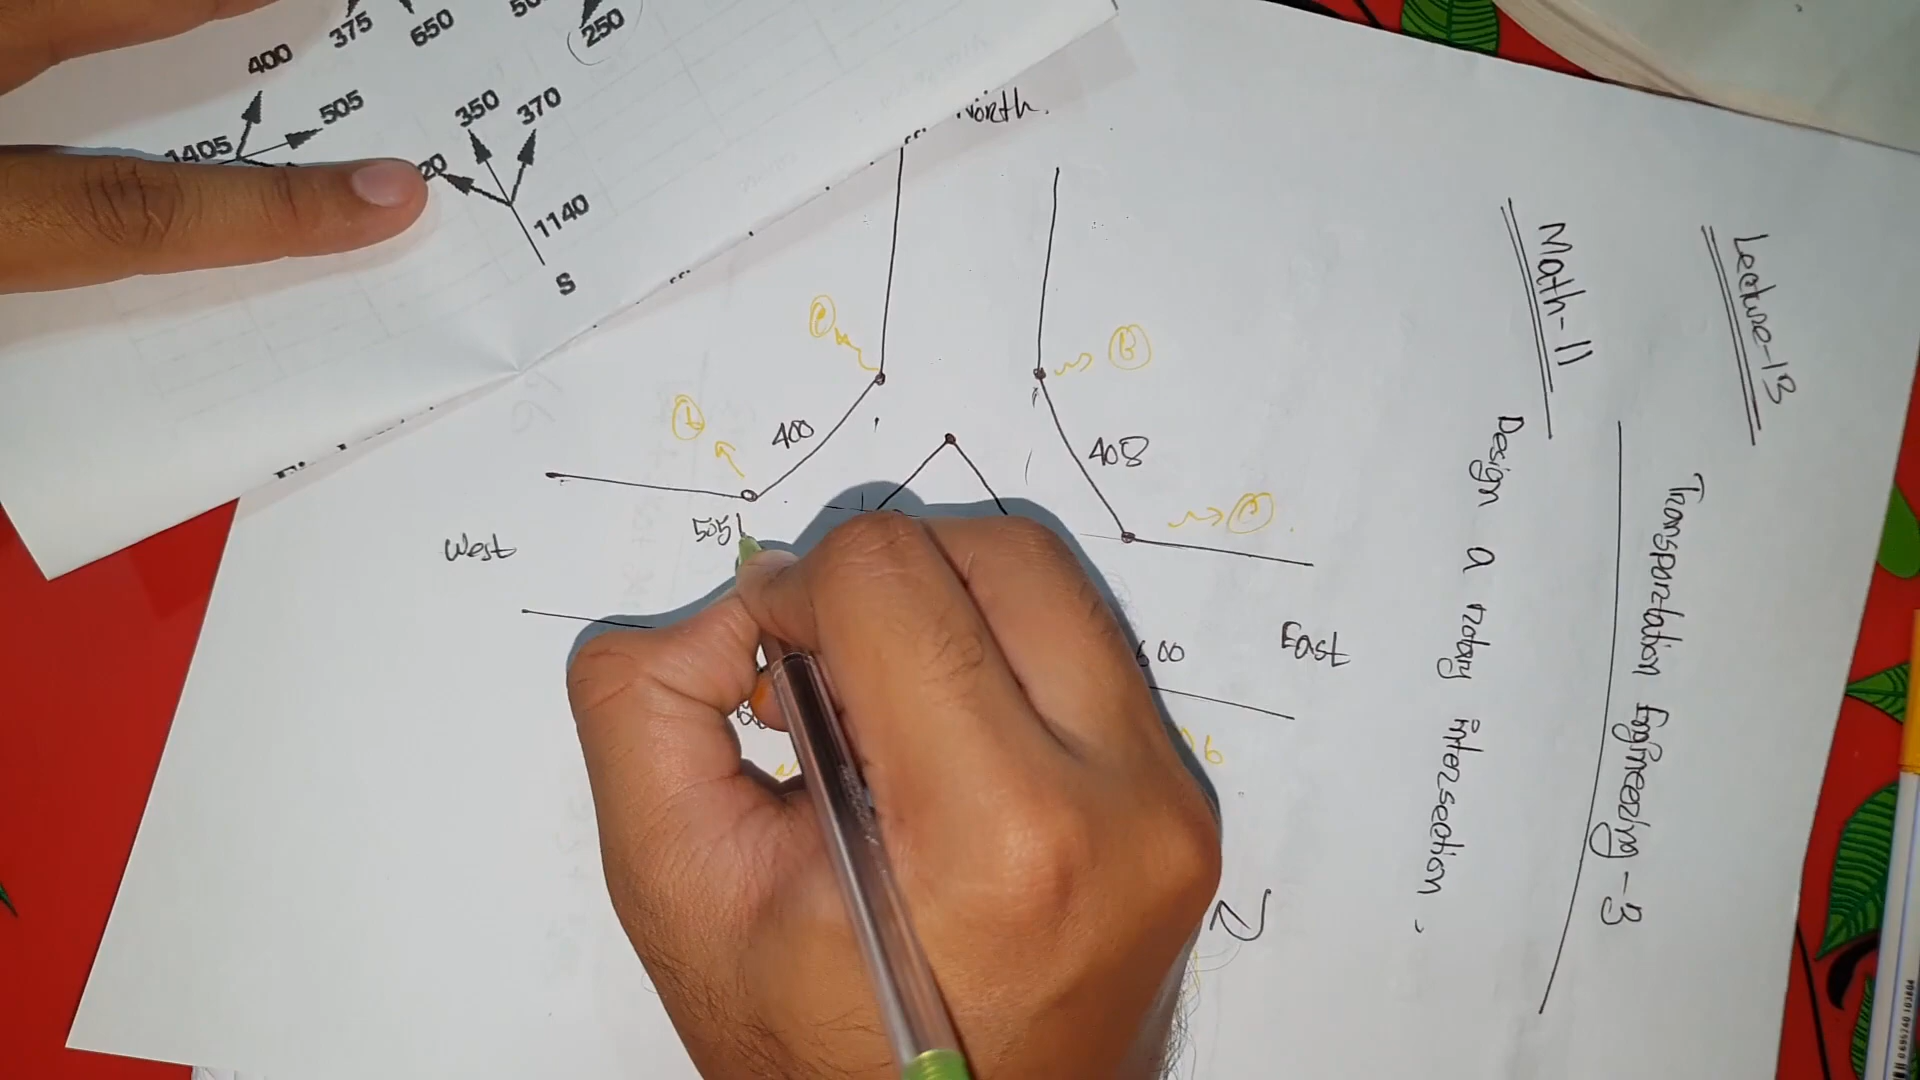 Lecture-13
Transportation Engineering-3
Math-11
Design a rotary intersection.
North.
400
408
505
West
East
600
375
650
250
400
505
1405
350
370
20
1140
S